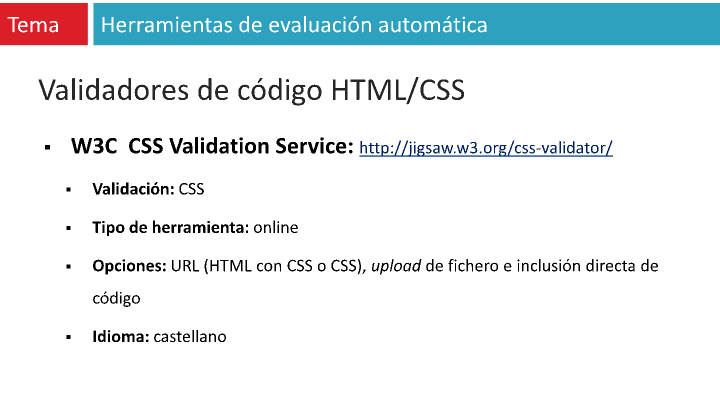 Tema
Herramientas de evaluación automática
Validadores de código HTML/CSS
▪ W3C CSS Validation Service: http://jigsaw.w3.org/css-validator/
▪ Validación: CSS
▪ Tipo de herramienta: online
▪ Opciones: URL (HTML con CSS o CSS), upload de fichero e inclusión directa de
código
▪ Idioma: castellano